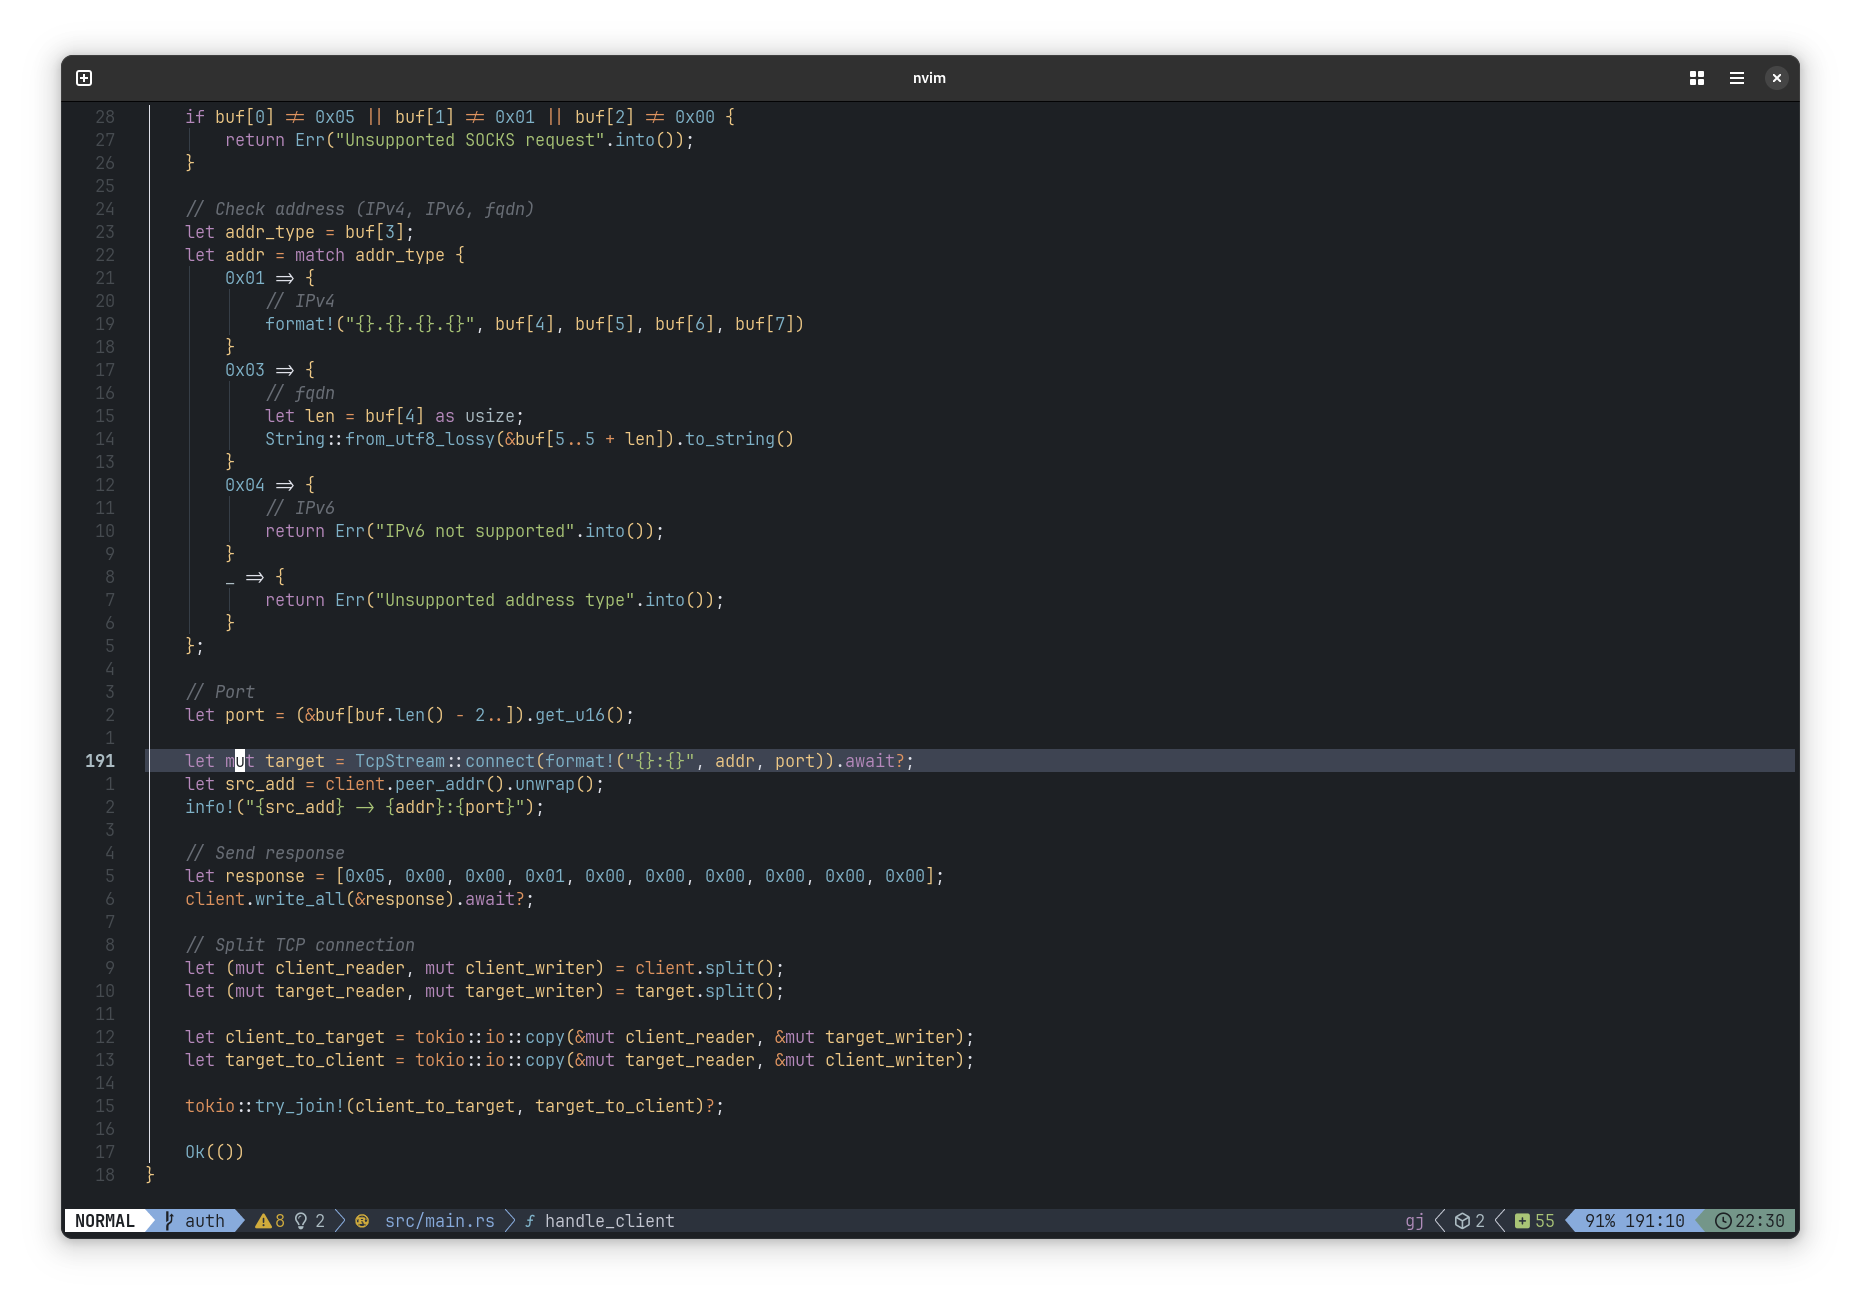 nvim
28 if buf[0] != 0x05 || buf[1] != 0x01 || buf[2] != 0x00 {
27 return Err("Unsupported SOCKS request".into());
26 }
25
24 // Check address (IPv4, IPv6, fqdn)
23 let addr_type = buf[3];
22 let addr = match addr_type {
21 0x01 => {
20 // IPv4
19 format!("{}.{}.{}.{}", buf[4], buf[5], buf[6], buf[7])
18 }
17 0x03 => {
16 // fqdn
15 let len = buf[4] as usize;
14 String::from_utf8_lossy(&buf[5..5 + len]).to_string()
13 }
12 0x04 => {
11 // IPv6
10 return Err("IPv6 not supported".into());
9 }
8 _ => {
7 return Err("Unsupported address type".into());
6 }
5 };
4
3 // Port
2 let port = (&buf[buf.len() - 2..]).get_u16();
1
191 let mut target = TcpStream::connect(format!("{}:{}", addr, port)).await?;
1 let src_add = client.peer_addr().unwrap();
2 info!("{src_add} -> {addr}:{port}");
3
4 // Send response
5 let response = [0x05, 0x00, 0x00, 0x01, 0x00, 0x00, 0x00, 0x00, 0x00, 0x00];
6 client.write_all(&response).await?;
7
8 // Split TCP connection
9 let (mut client_reader, mut client_writer) = client.split();
10 let (mut target_reader, mut target_writer) = target.split();
11
12 let client_to_target = tokio::io::copy(&mut client_reader, &mut target_writer);
13 let target_to_client = tokio::io::copy(&mut target_reader, &mut client_writer);
14
15 tokio::try_join!(client_to_target, target_to_client)?;
16
17 Ok(())
18 }
NORMAL auth 8 2 src/main.rs f handle_client gj 2 55 91% 191:10 22:30